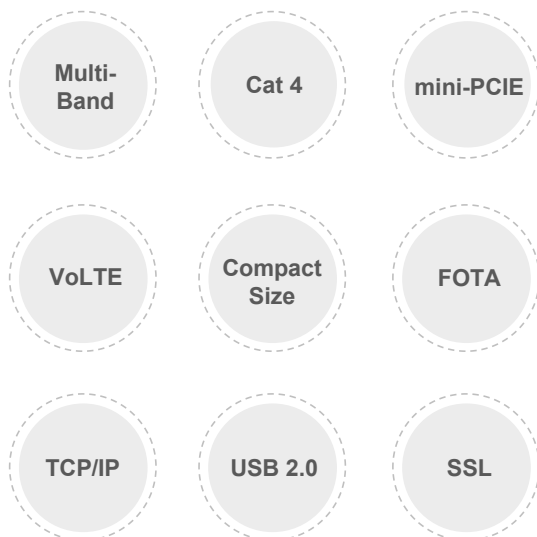 Multi-
Band
Cat 4
mini-PCIE
VoLTE
Compact
Size
FOTA
TCP/IP
USB 2.0
SSL